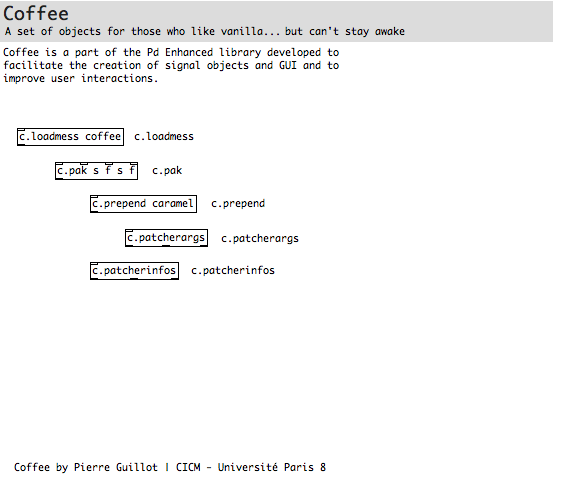 Coffee
A set of objects for those who like vanilla... but can't stay awake
Coffee is a part of the Pd Enhanced library developed to
facilitate the creation of signal objects and GUI and to
improve user interactions.
c.loadmess coffee c.loadmess
c.pak s f s f c.pak
c.prepend caramel c.prepend
c.patcherargs c.patcherargs
c.patcherinfos c.patcherinfos
Coffee by Pierre Guillot | CICM - Université Paris 8